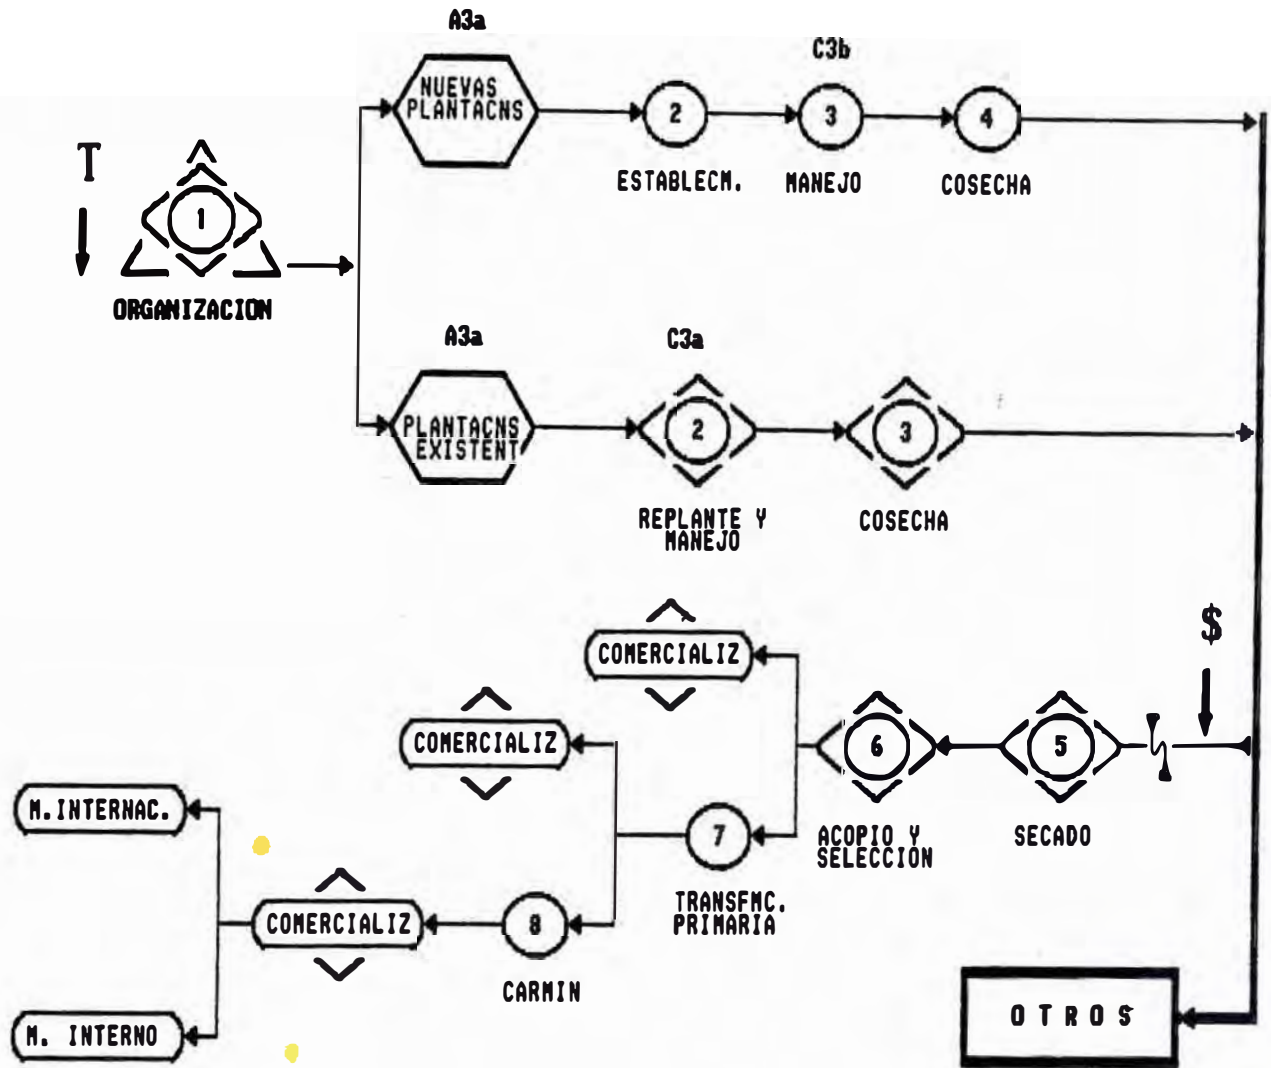 A3a
C3b
NUEVAS
PLANTACNS
2
3
4
T
ESTABLECM.
MANEJO
COSECHA
1
ORGANIZACION
A3a
C3a
PLANTACNS
EXISTENT
2
3
REPLANTE Y
MANEJO
COSECHA
$
COMERCIALIZ
COMERCIALIZ
6
5
M.INTERNAC.
7
ACOPIO Y
SELECCION
SECADO
TRANSFMC.
PRIMARIA
COMERCIALIZ
8
CARMIN
OTROS
M. INTERNO